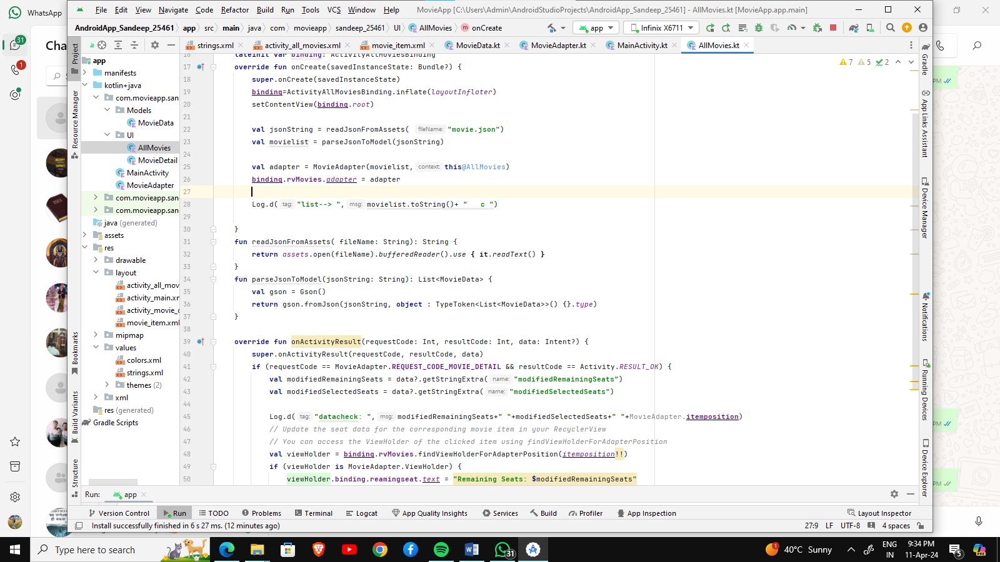 WhatsApp
File Edit View Navigate Code Refactor Build Run Tools VCS Window Help MovieApp [C:\Users\Admin\AndroidStudioProjects\AndroidApp_Sandeep_25461] - AllMovies.kt [MovieApp.app.main]
AndroidApp_Sandeep_25461 app src main java com movieapp sandeep_25461 UI AllMovies onCreate app Infinix X6711
31
Cha
1
strings.xml activity_all_movies.xml movie_item.xml MovieData.kt MovieAdapter.kt MainActivity.kt AllMovies.kt
7 5 2
Project
Resource Manager
Bookmarks
Build Variants
Structure
app
manifests
kotlin+java
com.movieapp.san
Models
MovieData
UI
AllMovies
MovieDetail
MainActivity
MovieAdapter
com.movieapp.san
com.movieapp.san
java (generated)
assets
res
drawable
layout
activity_all_mov
activity_main.xm
activity_movie_d
movie_item.xml
mipmap
values
colors.xml
strings.xml
themes (2)
xml
res (generated)
Gradle Scripts
16 lateinit var binding: ActivityAllMoviesBinding
17 override fun onCreate(savedInstanceState: Bundle?) {
18 super.onCreate(savedInstanceState)
19 binding=ActivityAllMoviesBinding.inflate(layoutInflater)
20 setContentView(binding.root)
21
22 val jsonString = readJsonFromAssets( fileName: "movie.json")
23 val movielist = parseJsonToModel(jsonString)
24
25 val adapter = MovieAdapter(movielist, context: this@AllMovies)
26 binding.rvMovies.adapter = adapter
27
28 Log.d( tag: "list--> ", msg: movielist.toString()+ "   c ")
29
30 }
31 fun readJsonFromAssets( fileName: String): String {
32 return assets.open(fileName).bufferedReader().use { it.readText() }
33 }
34 fun parseJsonToModel(jsonString: String): List<MovieData> {
35 val gson = Gson()
36 return gson.fromJson(jsonString, object : TypeToken<List<MovieData>>() {}.type)
37 }
38
39 override fun onActivityResult(requestCode: Int, resultCode: Int, data: Intent?) {
40 super.onActivityResult(requestCode, resultCode, data)
41 if (requestCode == MovieAdapter.REQUEST_CODE_MOVIE_DETAIL && resultCode == Activity.RESULT_OK) {
42 val modifiedRemainingSeats = data?.getStringExtra( name: "modifiedRemainingSeats")
43 val modifiedSelectedSeats = data?.getStringExtra( name: "modifiedSelectedSeats")
44
45 Log.d( tag: "datacheck: ", msg: modifiedRemainingSeats+" "+modifiedSelectedSeats+" "+MovieAdapter.itemposition)
46 // Update the seat data for the corresponding movie item in your RecyclerView
47 // You can access the ViewHolder of the clicked item using findViewHolderForAdapterPosition
48 val viewHolder = binding.rvMovies.findViewHolderForAdapterPosition(itemposition!!)
49 if (viewHolder is MovieAdapter.ViewHolder) {
50 viewHolder.binding.reamingseat.text = "Remaining Seats: $modifiedRemainingSeats"
Gradle
App Links Assistant
Device Manager
Notifications
Running Devices
Device Explorer
PM
PM
PM
Run: app
Version Control Run TODO Problems Terminal Logcat App Quality Insights Services Build Profiler App Inspection Layout Inspector
Install successfully finished in 6 s 27 ms. (12 minutes ago) 27:9 LF UTF-8 4 spaces
Type here to search 31 1 40°C Sunny ENG IN 9:34 PM 11-Apr-24 5 PRE